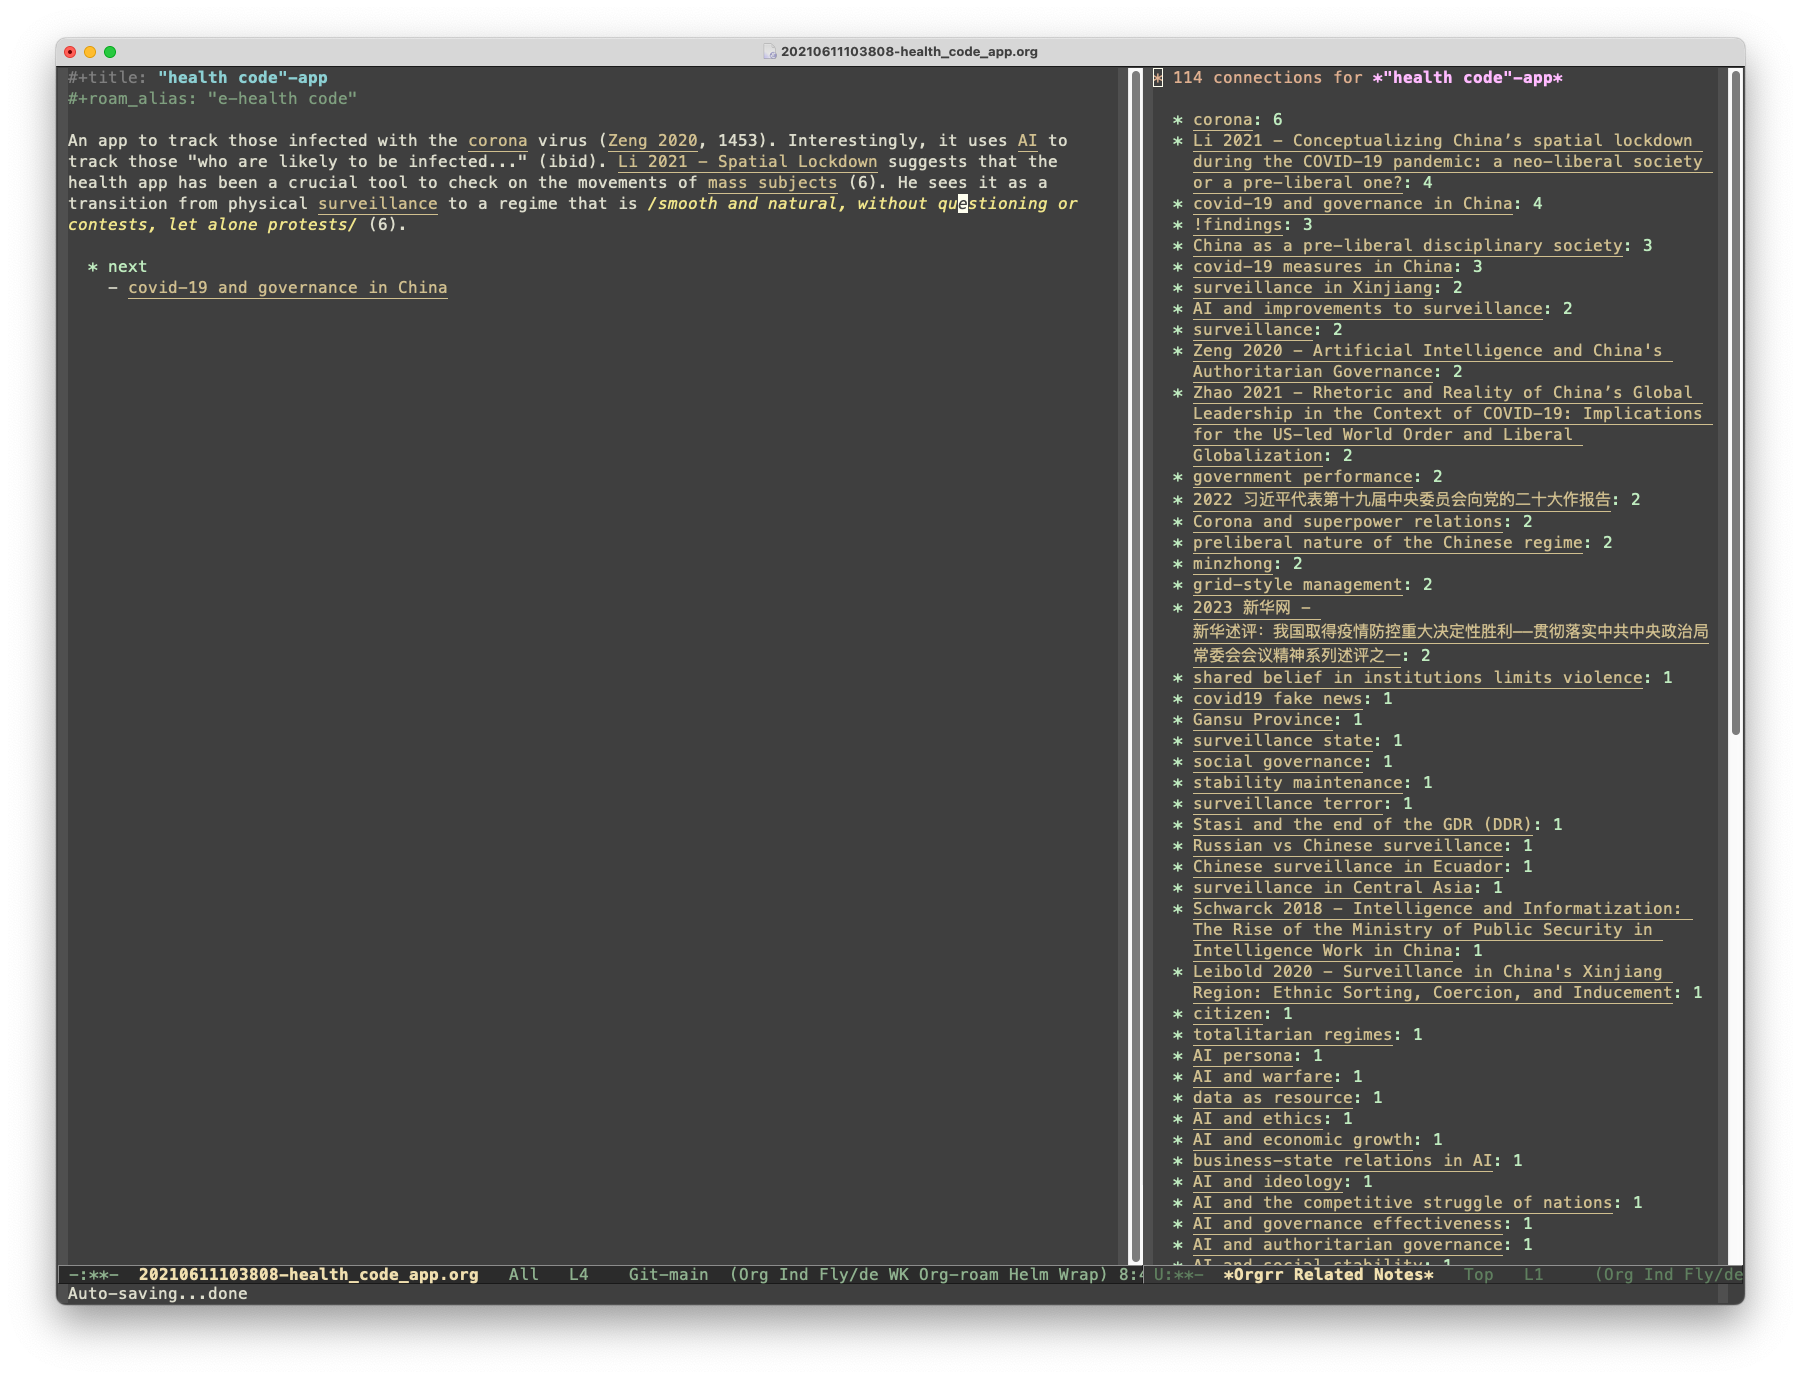 20210611103808-health_code_app.org
#+title: "health code"-app
#+roam_alias: "e-health code"
An app to track those infected with the corona virus (Zeng 2020, 1453). Interestingly, it uses AI to
track those "who are likely to be infected..." (ibid). Li 2021 - Spatial Lockdown suggests that the
health app has been a crucial tool to check on the movements of mass subjects (6). He sees it as a
transition from physical surveillance to a regime that is /smooth and natural, without questioning or
contests, let alone protests/ (6).
* next
- covid-19 and governance in China
* 114 connections for *"health code"-app*
* corona: 6
* Li 2021 - Conceptualizing China’s spatial lockdown
during the COVID-19 pandemic: a neo-liberal society
or a pre-liberal one?: 4
* covid-19 and governance in China: 4
* !findings: 3
* China as a pre-liberal disciplinary society: 3
* covid-19 measures in China: 3
* surveillance in Xinjiang: 2
* AI and improvements to surveillance: 2
* surveillance: 2
* Zeng 2020 - Artificial Intelligence and China's
Authoritarian Governance: 2
* Zhao 2021 - Rhetoric and Reality of China’s Global
Leadership in the Context of COVID-19: Implications
for the US-led World Order and Liberal
Globalization: 2
* government performance: 2
* 2022 习近平代表第十九届中央委员会向党的二十大作报告: 2
* Corona and superpower relations: 2
* preliberal nature of the Chinese regime: 2
* minzhong: 2
* grid-style management: 2
* 2023 新华网 -
新华述评：我国取得疫情防控重大决定性胜利——贯彻落实中共中央政治局
常委会会议精神系列述评之一: 2
* shared belief in institutions limits violence: 1
* covid19 fake news: 1
* Gansu Province: 1
* surveillance state: 1
* social governance: 1
* stability maintenance: 1
* surveillance terror: 1
* Stasi and the end of the GDR (DDR): 1
* Russian vs Chinese surveillance: 1
* Chinese surveillance in Ecuador: 1
* surveillance in Central Asia: 1
* Schwarck 2018 - Intelligence and Informatization:
The Rise of the Ministry of Public Security in
Intelligence Work in China: 1
* Leibold 2020 - Surveillance in China's Xinjiang
Region: Ethnic Sorting, Coercion, and Inducement: 1
* citizen: 1
* totalitarian regimes: 1
* AI persona: 1
* AI and warfare: 1
* data as resource: 1
* AI and ethics: 1
* AI and economic growth: 1
* business-state relations in AI: 1
* AI and ideology: 1
* AI and the competitive struggle of nations: 1
* AI and governance effectiveness: 1
* AI and authoritarian governance: 1
* AI and social stability: 1
-:**- 20210611103808-health_code_app.org All L4 Git-main (Org Ind Fly/de WK Org-roam Helm Wrap) 8:4
U:**- *Orgrr Related Notes* Top L1 (Org Ind Fly/de
Auto-saving...done